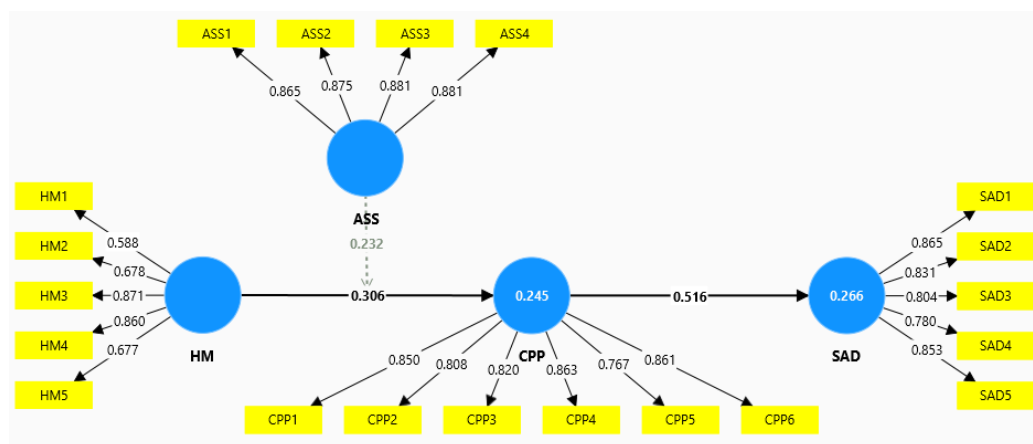 ASS1 ASS2 ASS3 ASS4
0.865 0.875 0.881 0.881
ASS
0.232
HM1
HM2
HM3
HM4
HM5
0.588
0.678
0.871
0.860
0.677
HM
0.306
0.245
CPP
0.516
0.266
SAD
0.850 0.808 0.820 0.863 0.767 0.861
CPP1 CPP2 CPP3 CPP4 CPP5 CPP6
0.865
0.831
0.804
0.780
0.853
SAD1
SAD2
SAD3
SAD4
SAD5